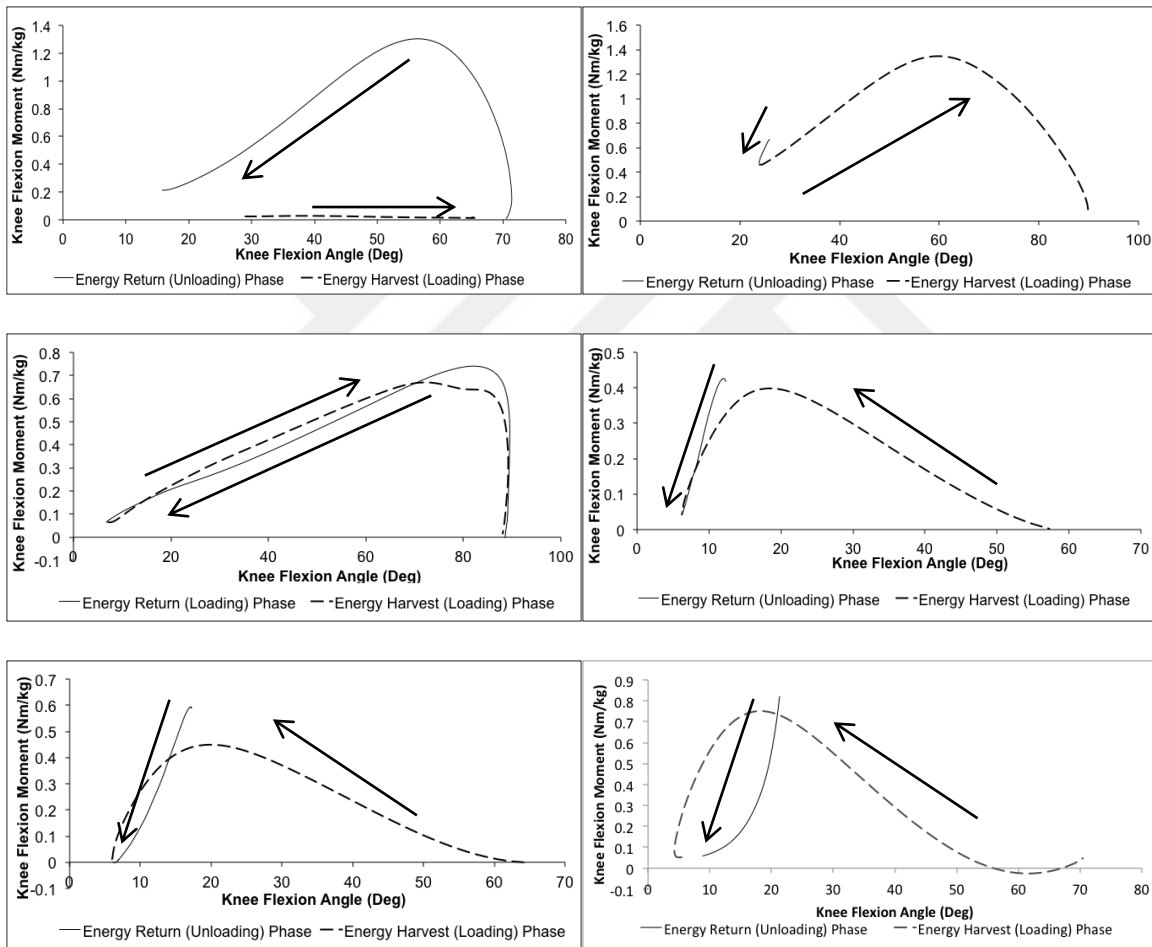 Knee Flexion Moment (Nm/kg)
1.4
1.2
1
0.8
0.6
0.4
0.2
0
0 10 20 30 40 50 60 70 80
Knee Flexion Angle (Deg)
Energy Return (Unloading) Phase Energy Harvest (Loading) Phase
Knee Flexion Moment (Nm/kg)
1.6
1.4
1.2
1
0.8
0.6
0.4
0.2
0
0 20 40 60 80 100
Knee Flexion Angle (Deg)
Energy Return (Unloading) Phase Energy Harvest (Loading) Phase
Knee Flexion Moment (Nm/kg)
0.8
0.7
0.6
0.5
0.4
0.3
0.2
0.1
0
-0.1
0 20 40 60 80 100
Knee Flexion Angle (Deg)
Energy Return (Loading) Phase Energy Harvest (Loading) Phase
Knee Flexion Moment (Nm/kg)
0.5
0.4
0.3
0.2
0.1
0
0 10 20 30 40 50 60 70
Knee Flexion Angle (Deg)
Energy Return (Unloading) Phase Energy Harvest (Loading) Phase
Knee Flexion Moment (Nm/kg)
0.7
0.6
0.5
0.4
0.3
0.2
0.1
0
-0.1
0 10 20 30 40 50 60 70
Knee Flexion Angle (Deg)
Energy Return (Unloading) Phase Energy Harvest (Loading) Phase
Knee Flexion Moment (Nm/kg)
0.9
0.8
0.7
0.6
0.5
0.4
0.3
0.2
0.1
0
-0.1
0 10 20 30 40 50 60 70 80
Knee Flexion Angle (Deg)
Energy Return (Unloading) Phase Energy Harvest (Loading) Phase